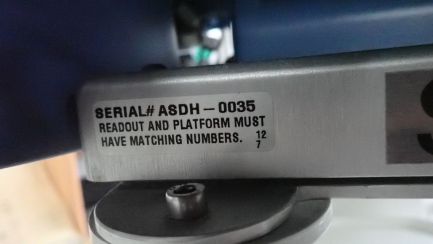 SERIAL# ASDH – 0035
READOUT AND PLATFORM MUST
HAVE MATCHING NUMBERS. 12
7